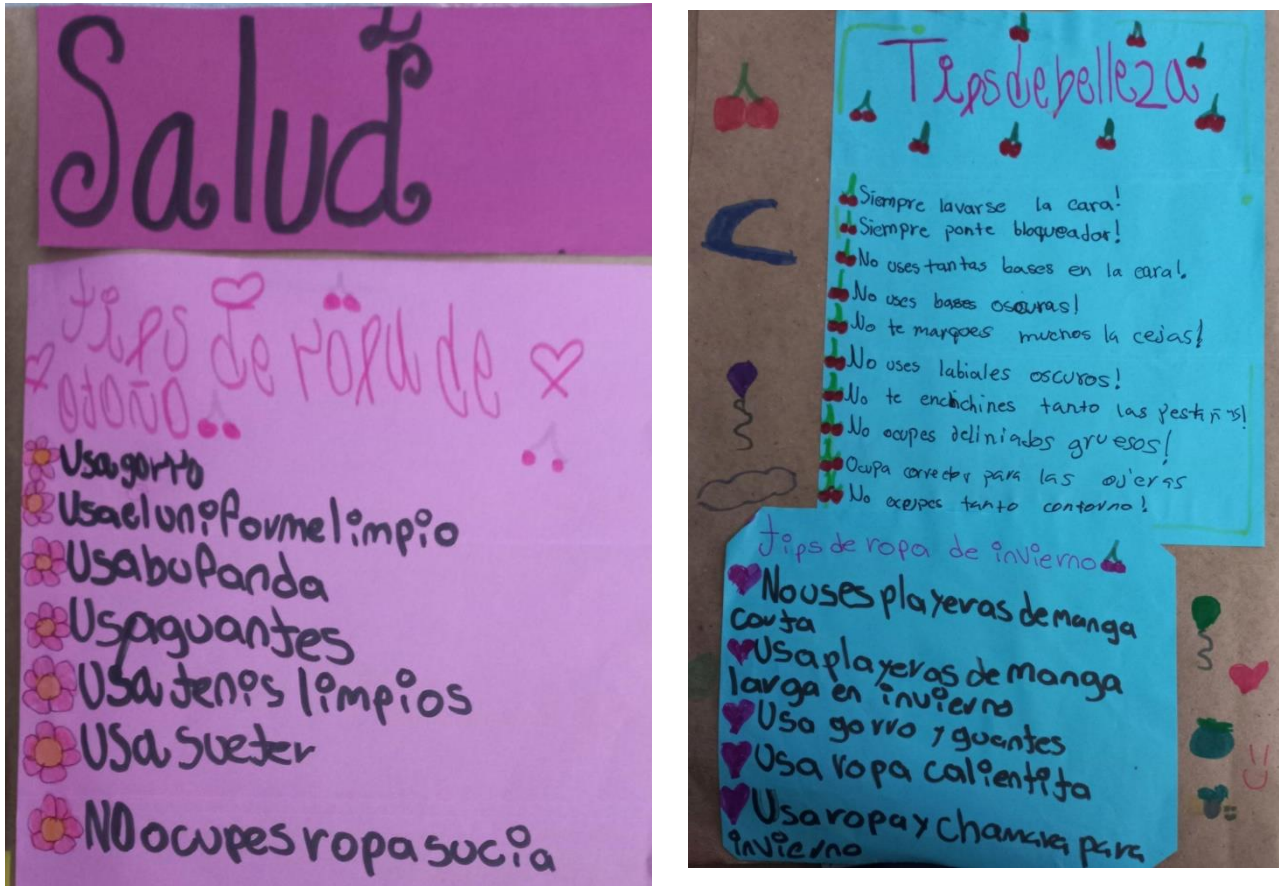 Salud
tips de ropa de
otoño
Usa gorro
Usa el uniforme limpio
Usa bufanda
Usa guantes
Usa tenis limpios
Usa sueter
NO ocupes ropa sucia
Tips de belleza
Siempre lavarse la cara!
Siempre ponte bloqueador!
No uses tantas bases en la cara!.
No uses bases oscuras!
No te marques muchos la cejas!
No uses labiales oscuros!
No te enchichines tanto las pestañas!
No ocupes deliniados gruesos!
Ocupa corrector para las ojeras
No ocupes tanto contorno!
tips de ropa de invierno
No uses playeras de manga
corta
Usa playeras de manga
larga en invierno
Usa gorro y guantes
Usa ropa calientita
Usa ropa y chamara para
invierno